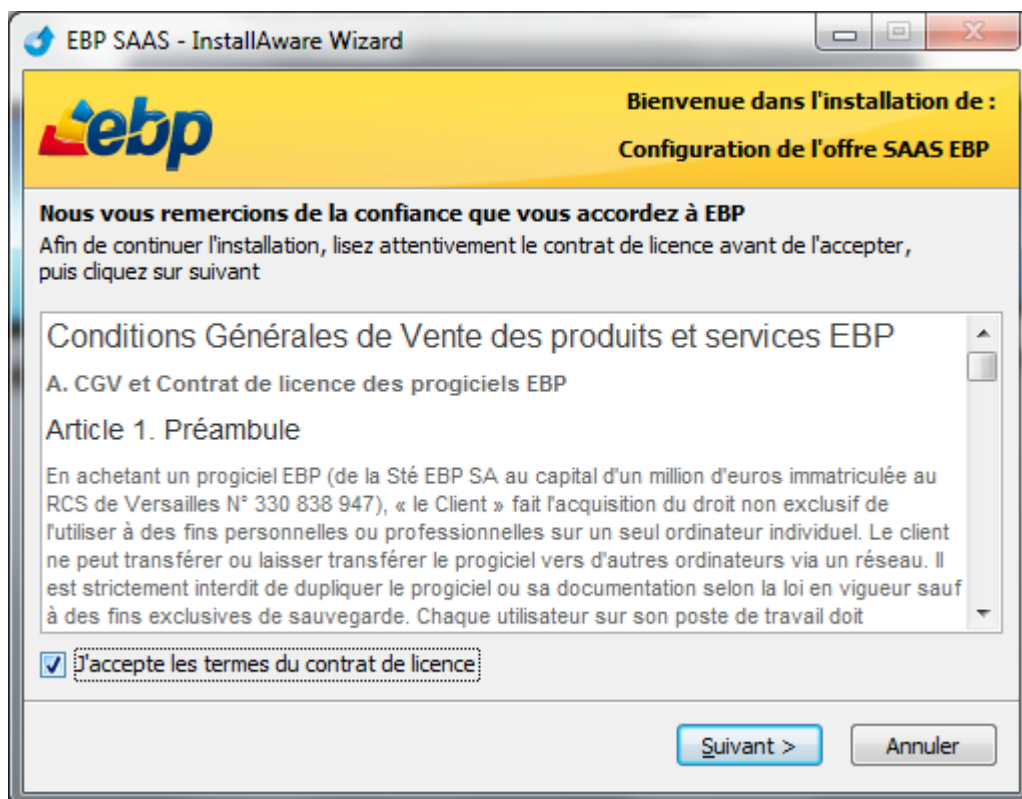 EBP SAAS - InstallAware Wizard
ebp
Bienvenue dans l'installation de :
Configuration de l'offre SAAS EBP
Nous vous remercions de la confiance que vous accordez à EBP
Afin de continuer l'installation, lisez attentivement le contrat de licence avant de l'accepter,
puis cliquez sur suivant
Conditions Générales de Vente des produits et services EBP
A. CGV et Contrat de licence des progiciels EBP
Article 1. Préambule
En achetant un progiciel EBP (de la Sté EBP SA au capital d'un million d'euros immatriculée au
RCS de Versailles N° 330 838 947), « le Client » fait l'acquisition du droit non exclusif de
l'utiliser à des fins personnelles ou professionnelles sur un seul ordinateur individuel. Le client
ne peut transférer ou laisser transférer le progiciel vers d'autres ordinateurs via un réseau. Il
est strictement interdit de dupliquer le progiciel ou sa documentation selon la loi en vigueur sauf
à des fins exclusives de sauvegarde. Chaque utilisateur sur son poste de travail doit
J'accepte les termes du contrat de licence
Suivant >
Annuler